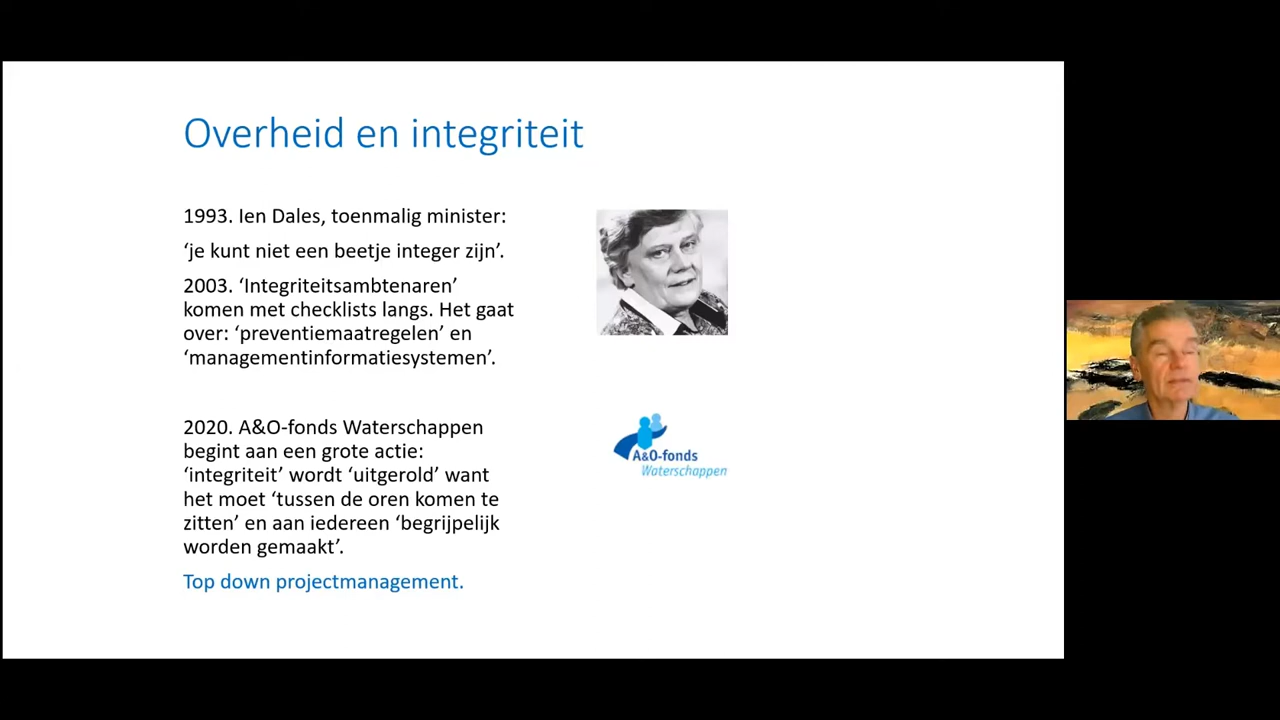 Overheid en integriteit
1993. Ien Dales, toenmalig minister:
‘je kunt niet een beetje integer zijn’.
2003. ‘Integriteitsambtenaren’
komen met checklists langs. Het gaat
over: ‘preventiemaatregelen’ en
‘managementinformatiesystemen’.
2020. A&O-fonds Waterschappen
begint aan een grote actie:
‘integriteit’ wordt ‘uitgerold’ want
het moet ‘tussen de oren komen te
zitten’ en aan iedereen ‘begrijpelijk
worden gemaakt’.
Top down projectmanagement.
A&O-fonds
Waterschappen